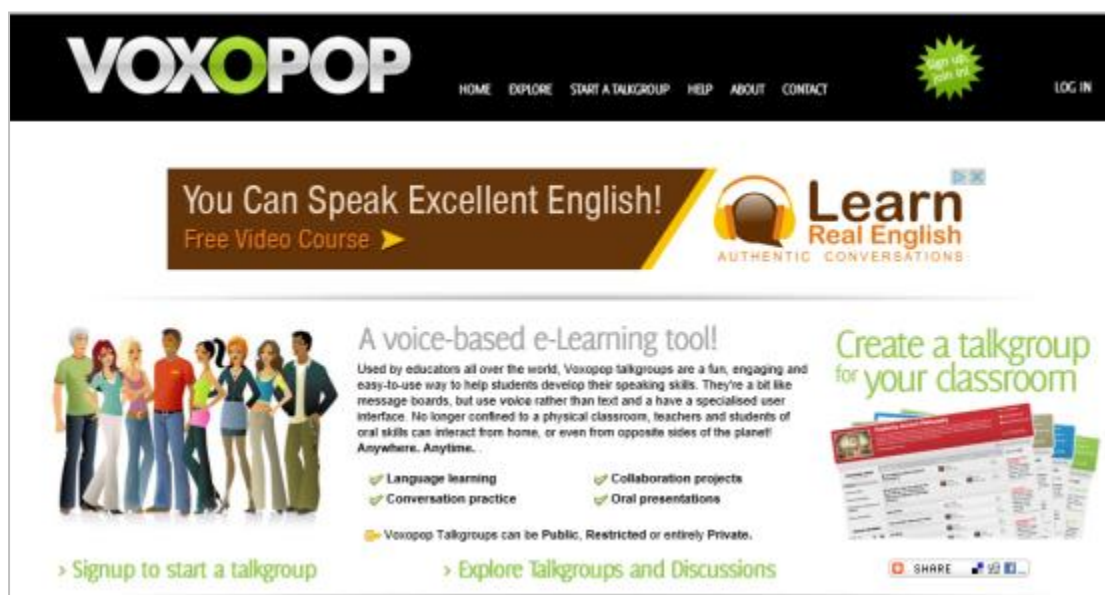 VOXOPOP
HOME EXPLORE START A TALKGROUP HELP ABOUT CONTACT
Sign up,
join in!
LOG IN
You Can Speak Excellent English!
Free Video Course
Learn
Real English
AUTHENTIC CONVERSATIONS
A voice-based e-Learning tool!
Used by educators all over the world, Voxopop talkgroups are a fun, engaging and
easy-to-use way to help students develop their speaking skills. They're a bit like
message boards, but use voice rather than text and a have a specialised user
interface. No longer confined to a physical classroom, teachers and students of
oral skills can interact from home, or even from opposite sides of the planet!
Anywhere. Anytime.
Language learning
Collaboration projects
Conversation practice
Oral presentations
Voxopop Talkgroups can be Public, Restricted or entirely Private.
Create a talkgroup
for your classroom
› Signup to start a talkgroup
› Explore Talkgroups and Discussions
SHARE